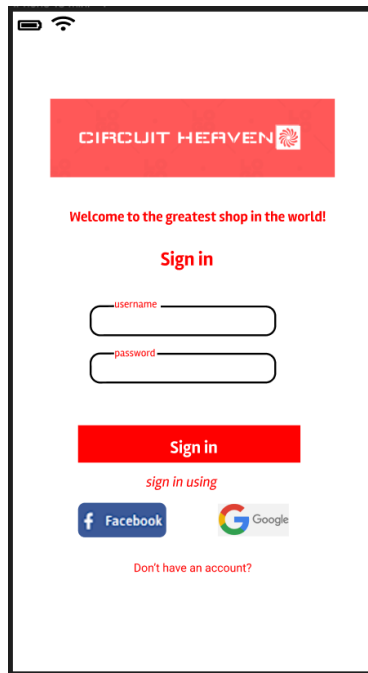 CIRCUIT HEAVEN
Welcome to the greatest shop in the world!
Sign in
username
password
Sign in
sign in using
f Facebook
Google
Don't have an account?